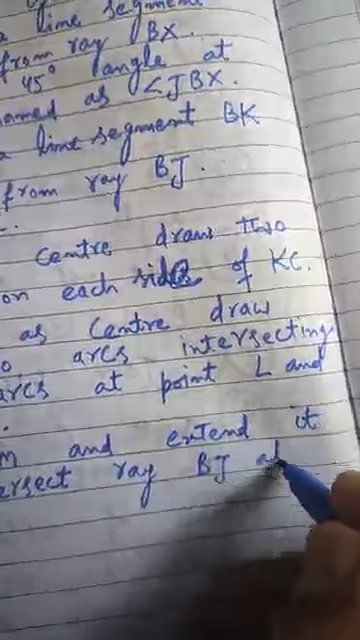 a line segment
from ray BX.
45° angle at
named as ∠JBX.
a line segment BK
from ray BJ.
Centre draws two
on each side of KC.
as Centre draw
arcs intersecting
arcs at point L and
M and extend it
ersect ray BJ at